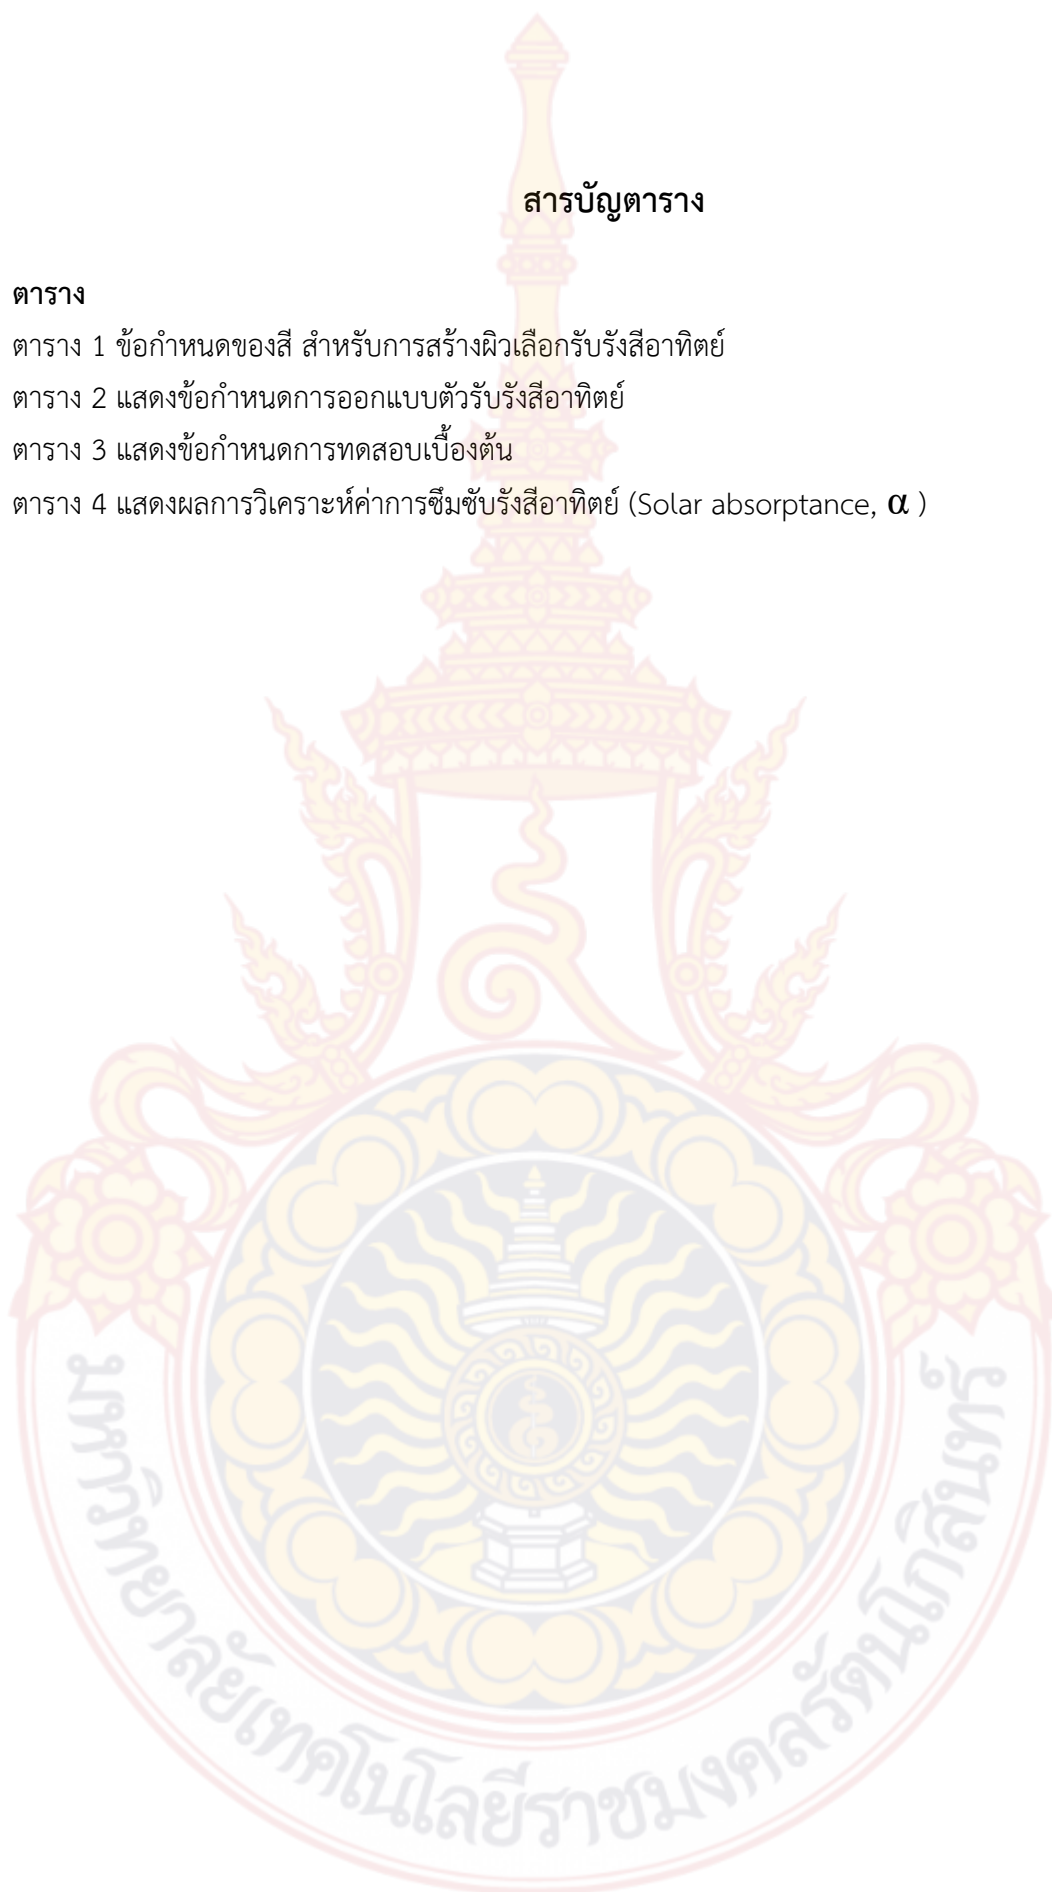 สารบัญตาราง
ตาราง
ตาราง 1 ข้อกำหนดของสี สำหรับการสร้างผิวเลือกรับรังสีอาทิตย์
ตาราง 2 แสดงข้อกำหนดการออกแบบตัวรับรังสีอาทิตย์
ตาราง 3 แสดงข้อกำหนดการทดสอบเบื้องต้น
ตาราง 4 แสดงผลการวิเคราะห์ค่าการซึมซับรังสีอาทิตย์ (Solar absorptance, α )
มหาวิทยาลัยเทคโนโลยีราชมงคลรัตนโกสินทร์